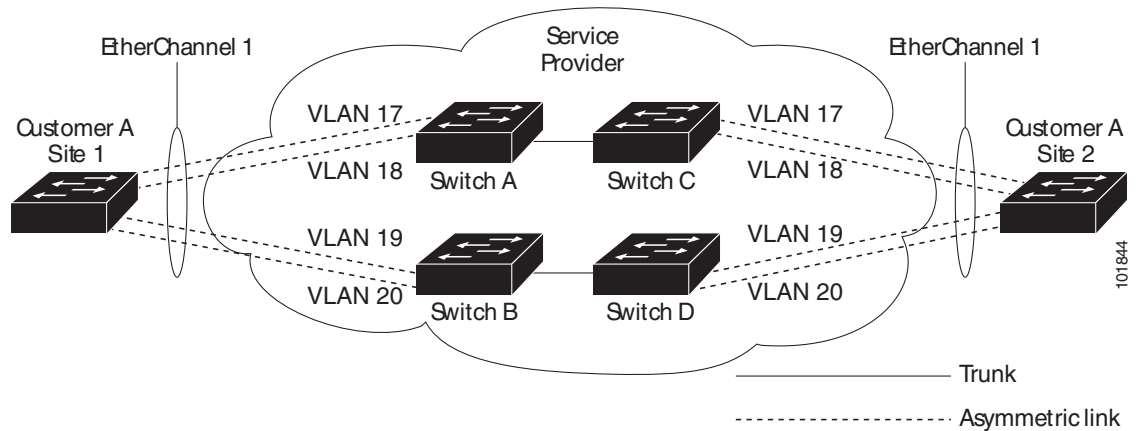 EtherChannel 1
Service
Provider
EtherChannel 1
Customer A
Site 1
VLAN 17
VLAN 18
Switch A
Switch C
VLAN 17
VLAN 18
Customer A
Site 2
VLAN 19
VLAN 20
Switch B
Switch D
VLAN 19
VLAN 20
101844
Trunk
Asymmetric link